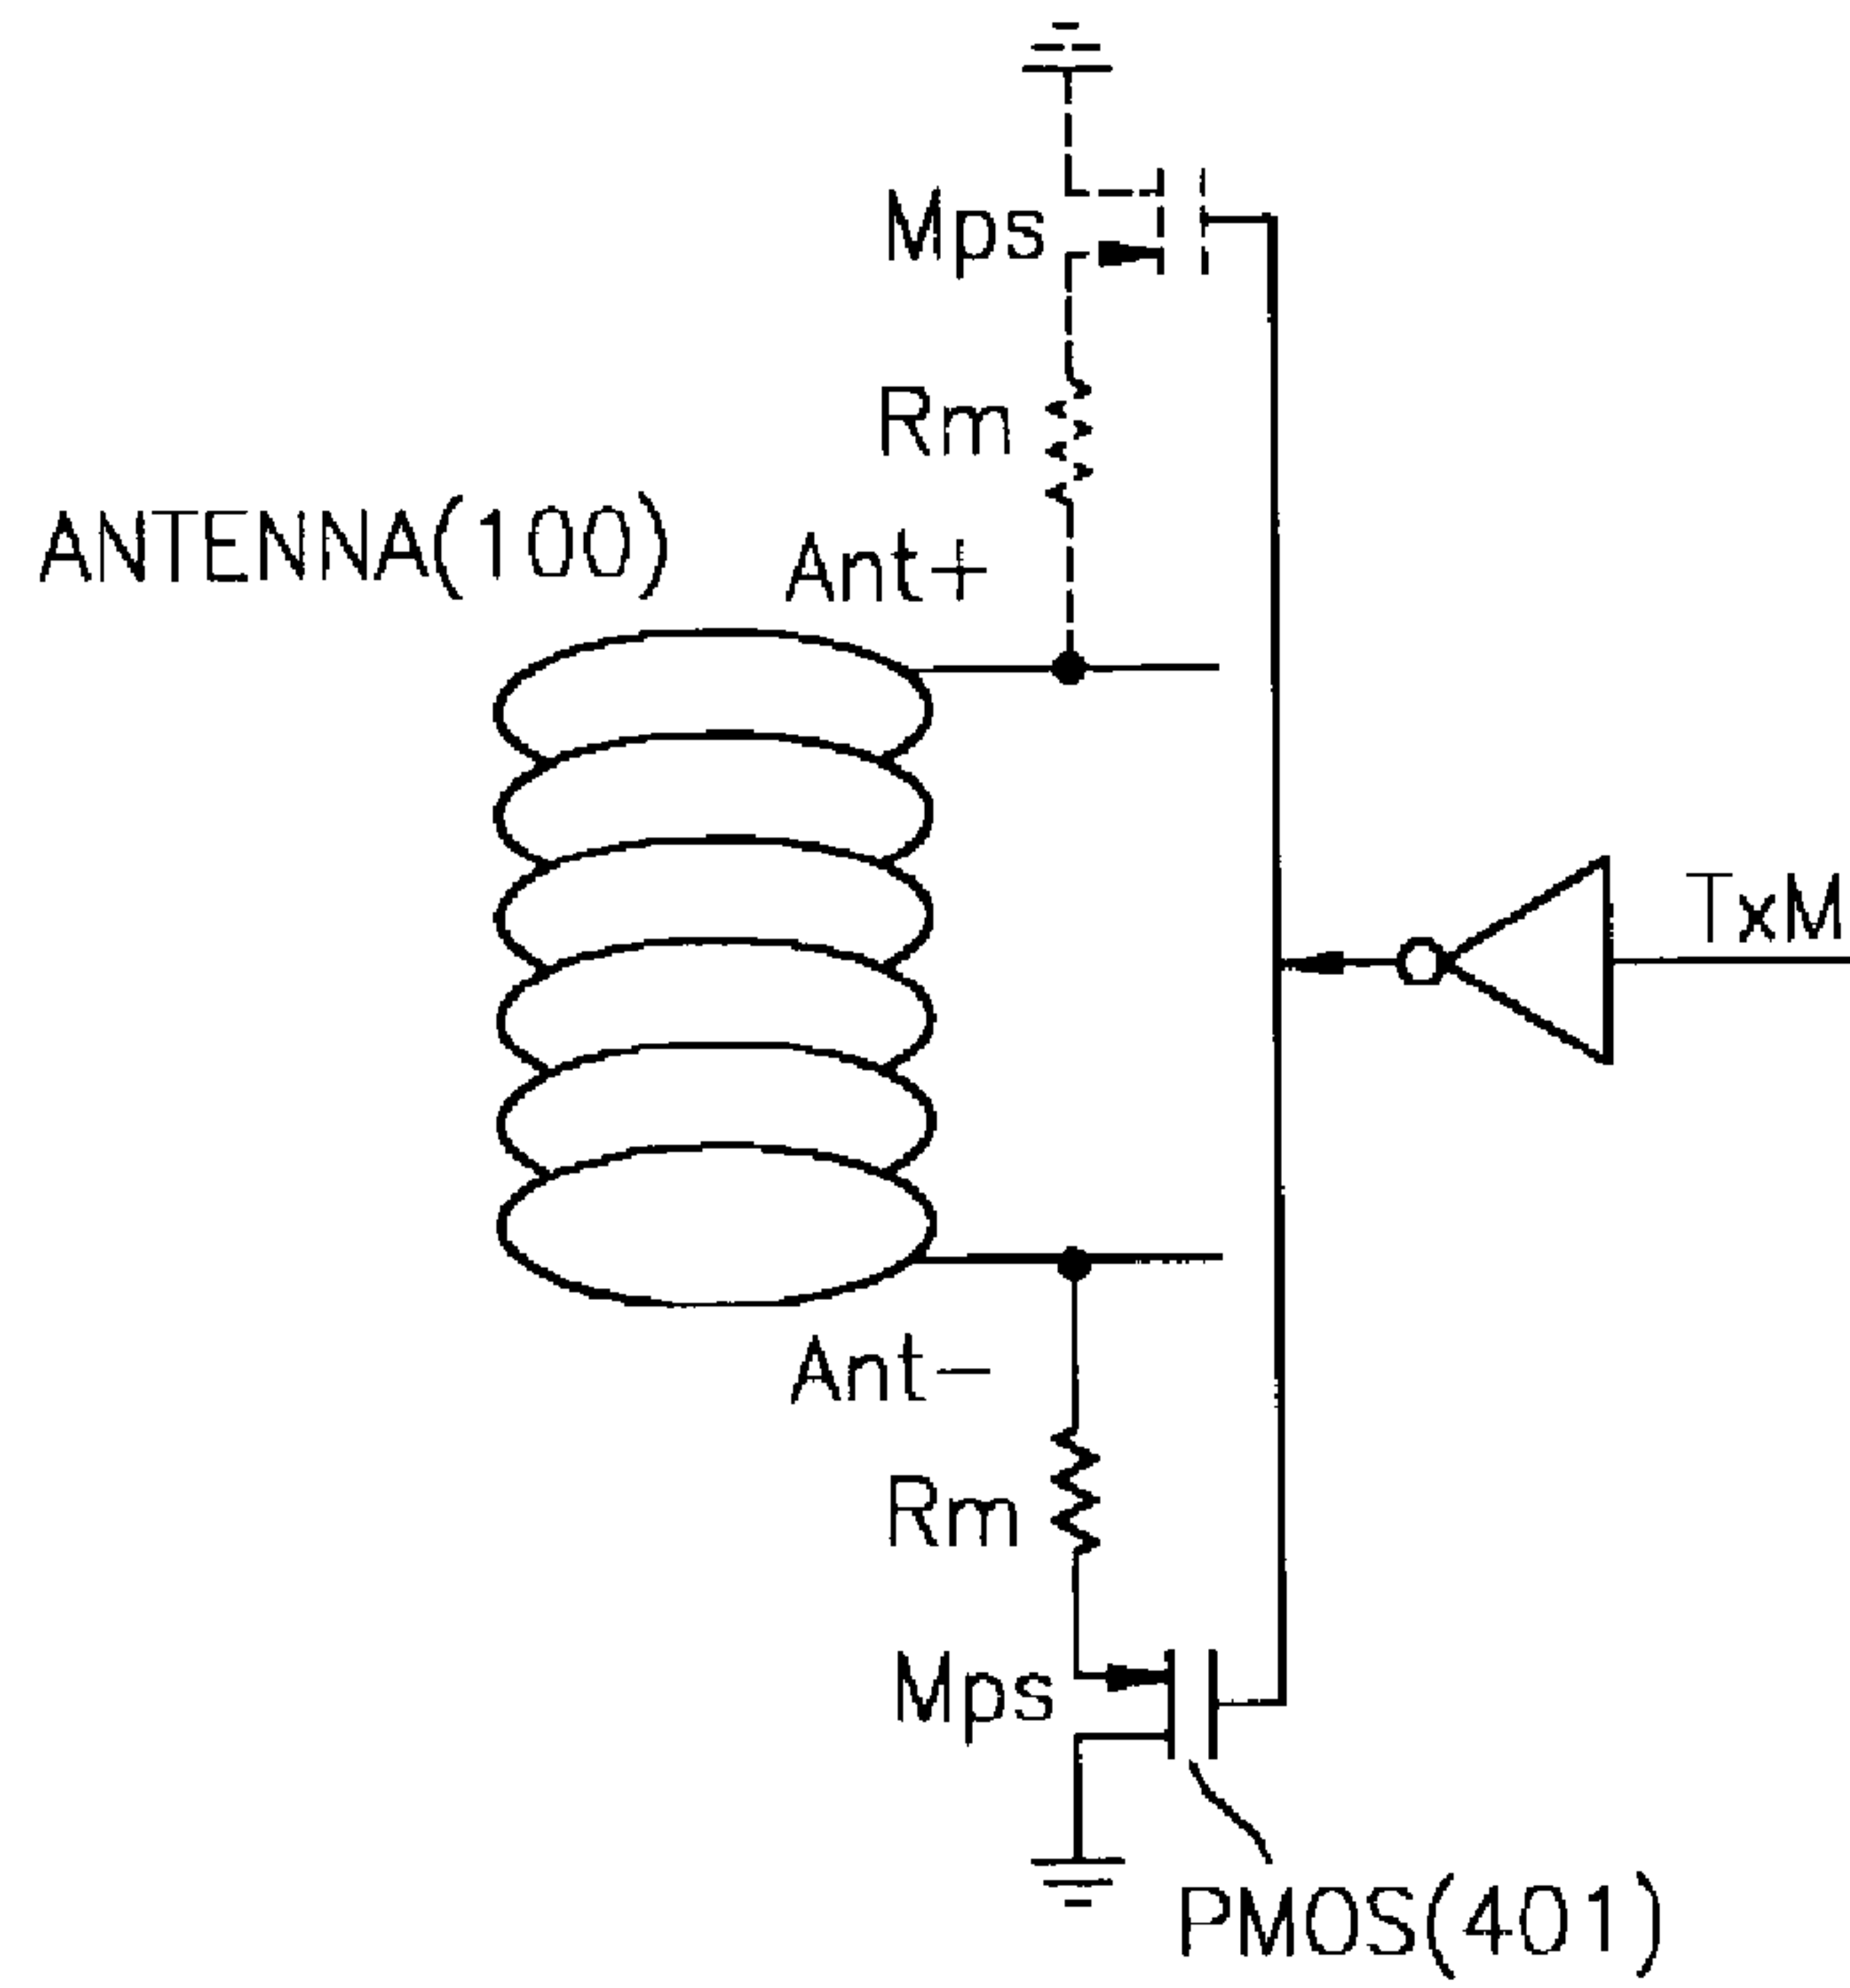 Mps
Rm
ANTENNA(100)
Ant+
TxM
Ant-
Rm
Mps
PMOS(401)